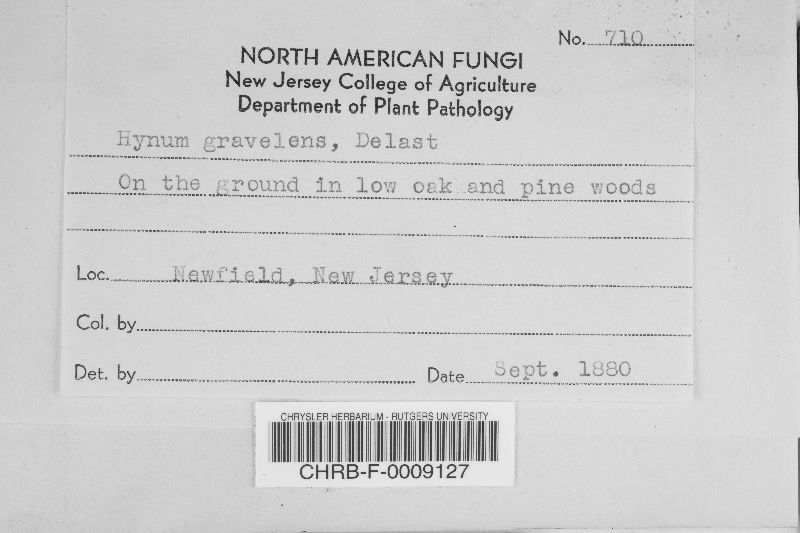 No. 710
NORTH AMERICAN FUNGI
New Jersey College of Agriculture
Department of Plant Pathology
Hynum gravelens, Delast
On the ground in low oak and pine woods
Loc. Newfield, New Jersey
Col. by
Det. by Date Sept. 1880
CHRYSLER HERBARIUM - RUTGERS UNIVERSITY
CHRB-F-0009127